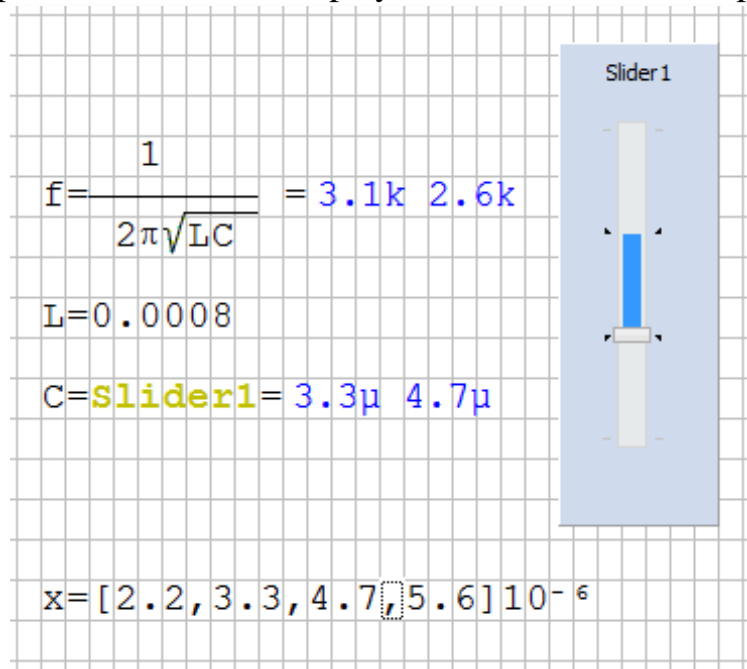 Slider1
f=1/(2π√LC) = 3.1k 2.6k
L=0.0008
C=Slider1= 3.3µ 4.7µ
x=[2.2,3.3,4.7,5.6]10⁻⁶